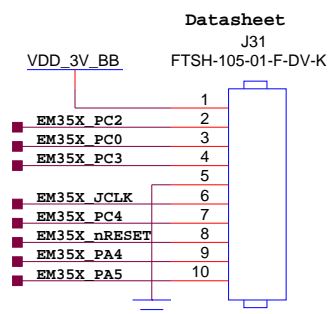 Datasheet
J31
VDD_3V_BB
FTSH-105-01-F-DV-K
1
EM35X_PC2 2
EM35X_PC0 3
EM35X_PC3 4
5
EM35X_JCLK 6
EM35X_PC4 7
EM35X_nRESET 8
EM35X_PA4 9
EM35X_PA5 10